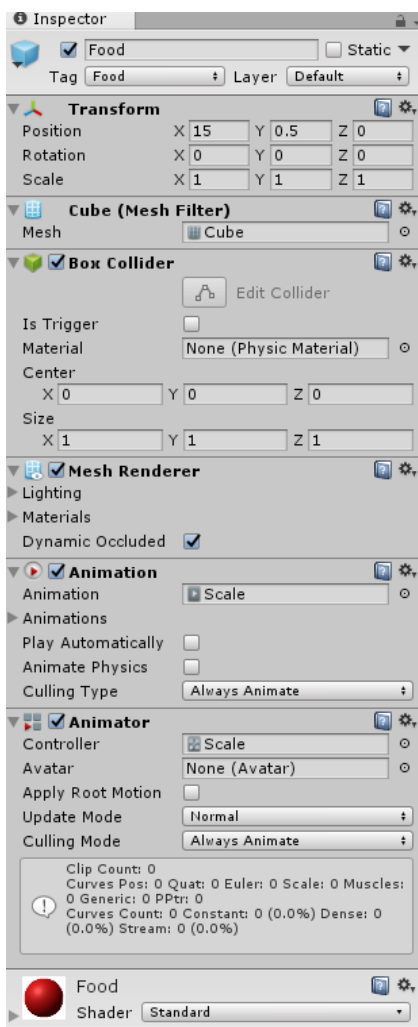 Inspector
Food Static
Tag Food Layer Default
Transform
Position X 15 Y 0.5 Z 0
Rotation X 0 Y 0 Z 0
Scale X 1 Y 1 Z 1
Cube (Mesh Filter)
Mesh Cube
Box Collider
Edit Collider
Is Trigger
Material None (Physic Material)
Center
X 0 Y 0 Z 0
Size
X 1 Y 1 Z 1
Mesh Renderer
Lighting
Materials
Dynamic Occluded
Animation
Animation Scale
Animations
Play Automatically
Animate Physics
Culling Type Always Animate
Animator
Controller Scale
Avatar None (Avatar)
Apply Root Motion
Update Mode Normal
Culling Mode Always Animate
Clip Count: 0
Curves Pos: 0 Quat: 0 Euler: 0 Scale: 0 Muscles:
0 Generic: 0 PPtr: 0
Curves Count: 0 Constant: 0 (0.0%) Dense: 0
(0.0%) Stream: 0 (0.0%)
Food
Shader Standard